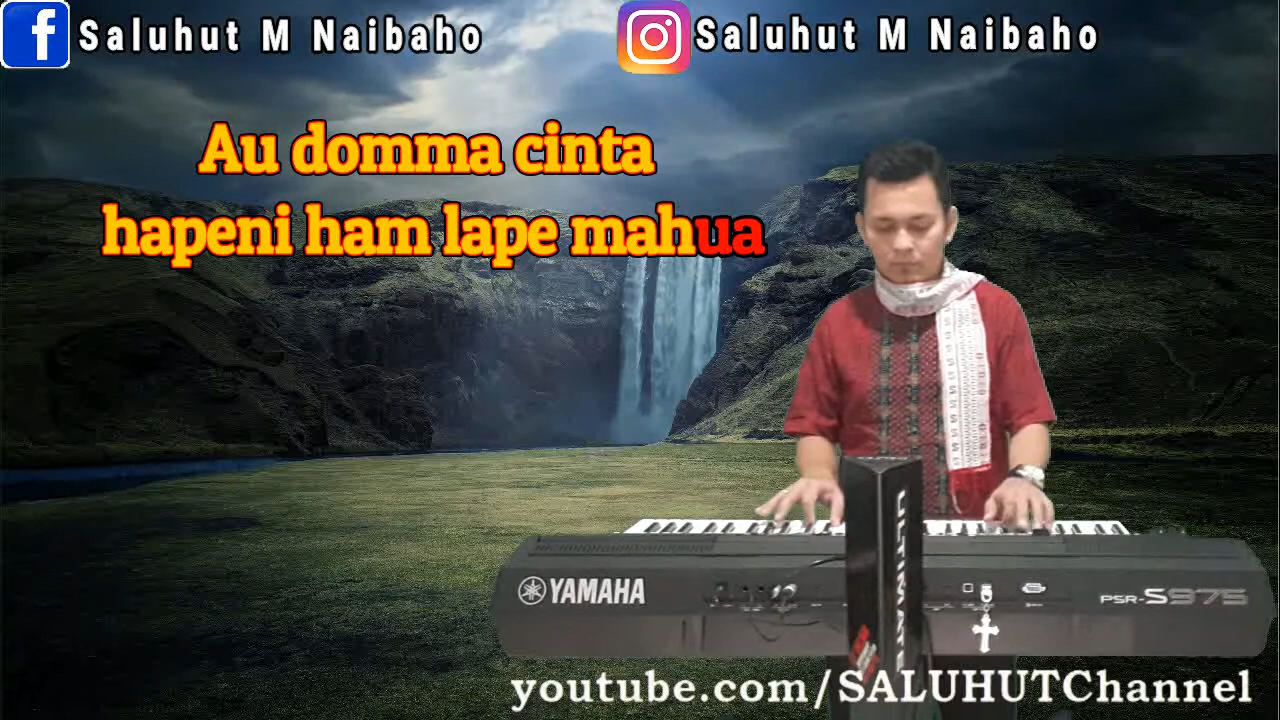 Saluhut M Naibaho
Saluhut M Naibaho
Au domma cinta
hapeni ham lape mahua
ULTIMATE
YAMAHA
PSR-S975
youtube.com/SALUHUTChannel